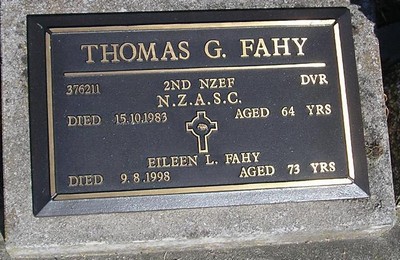 THOMAS G. FAHY
376211 2ND NZEF DVR
N.Z.A.S.C.
DIED 15.10.1983 AGED 64 YRS
EILEEN L. FAHY
DIED 9.8.1998 AGED 73 YRS